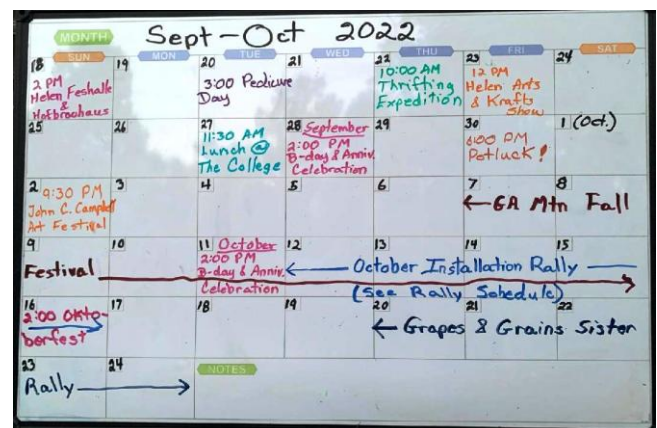 MONTH Sept-Oct 2022
SUN MON TUE WED THU FRI SAT
18 19 20 21 22 23 24
2 PM
Helen Feshalle
&
Hofbrauhaus
3:00 Pedicure
Day
10:00 AM
Thrifting
Expedition
12 PM
Helen Arts
& Krafts
Show
25 26 27 28 29 30 1 (Oct.)
11:30 AM
Lunch @
The College
September
2:00 PM
B-day & Anniv.
Celebration
6:00 PM
Potluck!
2 3 4 5 6 7 8
9:30 PM
John C. Campbell
Art Festival
← GA Mtn Fall
9 10 11 12 13 14 15
Festival
October
2:00 PM
B-day & Anniv.
Celebration
← October Installation Rally
(See Rally Schedule)
16 17 18 19 20 21 22
2:00 OKto-
berfest
← Grapes & Grains Sister
23 24
Rally →
NOTES